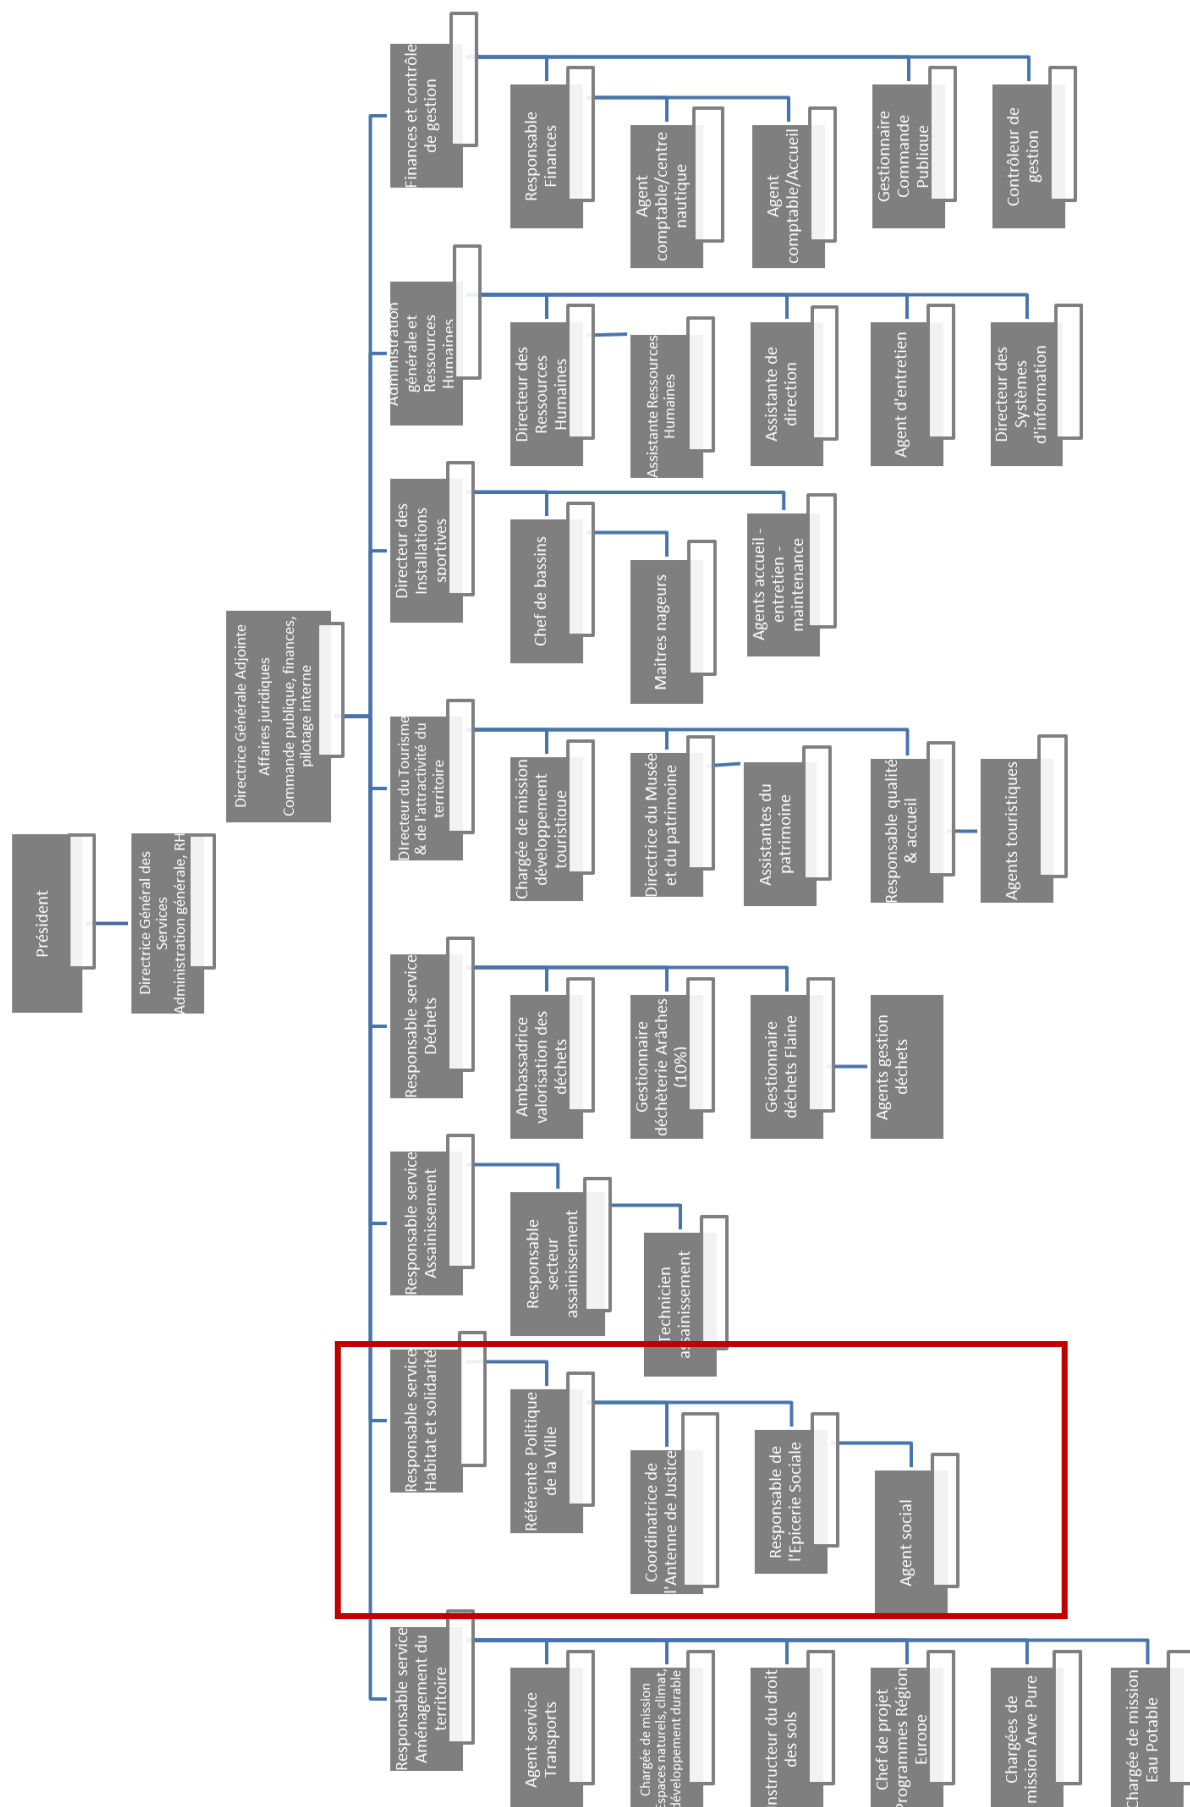 Président
Directrice Général des
Services
Administration générale, RH
Directrice Générale Adjointe
Affaires juridiques
Commande publique, finances,
pilotage interne
Responsable service
Aménagement du
territoire
Agent service
Transports
Chargée de mission
Espaces naturels, climat,
développement durable
nstructeur du droit
des sols
Chef de projet
Programmes Région
Europe
Chargées de
mission Arve Pure
Chargée de mission
Eau Potable
Responsable service
Habitat et solidarité
Référente Politique
de la Ville
Coordinatrice de
l'Antenne de Justice
Responsable de
l'Epicerie Sociale
Agent social
Responsable service
Assainissement
Responsable
secteur
assainissement
Technicien
assainissement
Responsable service
Déchets
Ambassadrice
valorisation des
déchets
Gestionnaire
déchèterie Arâches
(10%)
Gestionnaire
déchets Flaine
Agents gestion
déchets
DIrecteur du Tourisme
& de l'attractivité du
territoire
Chargée de mission
développement
touristique
Directrice du Musée
et du patrimoine
Assistantes du
patrimoine
Responsable qualité
& accueil
Agents touristiques
Directeur des
Installations
sportives
Chef de bassins
Maitres nageurs
Agents accueil -
entretien -
maintenance
Administration
générale et
Ressources
Humaines
Directeur des
Ressources
Humaines
Assistante Ressources
Humaines
Assistante de
direction
Agent d'entretien
Directeur des
Systèmes
d'information
Finances et contrôle
de gestion
Responsable
Finances
Agent
comptable/centre
nautique
Agent
comptable/Accueil
Gestionnaire
Commande
Publique
Contrôleur de
gestion